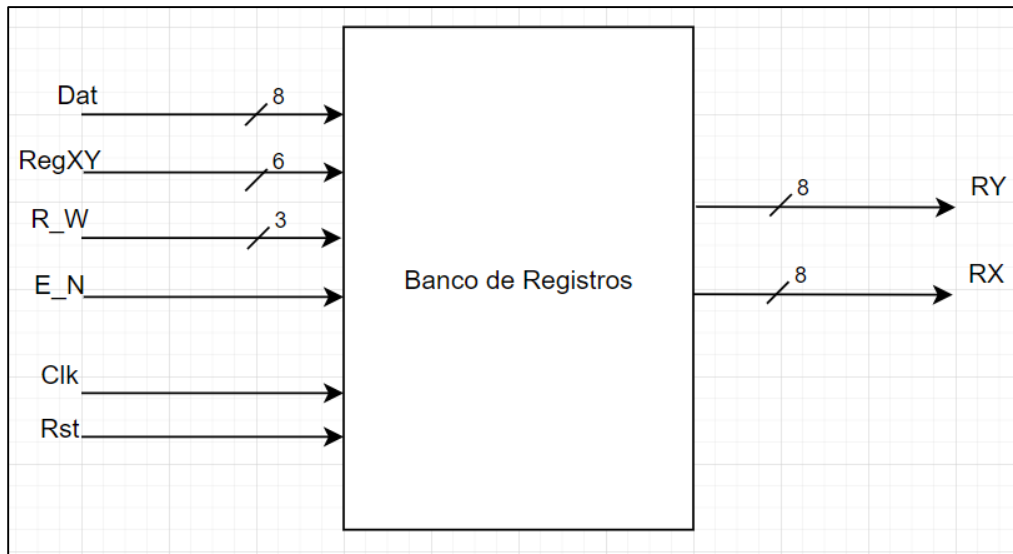 Dat
8
RegXY
6
R_W
3
E_N
Clk
Rst
Banco de Registros
8
RY
8
RX